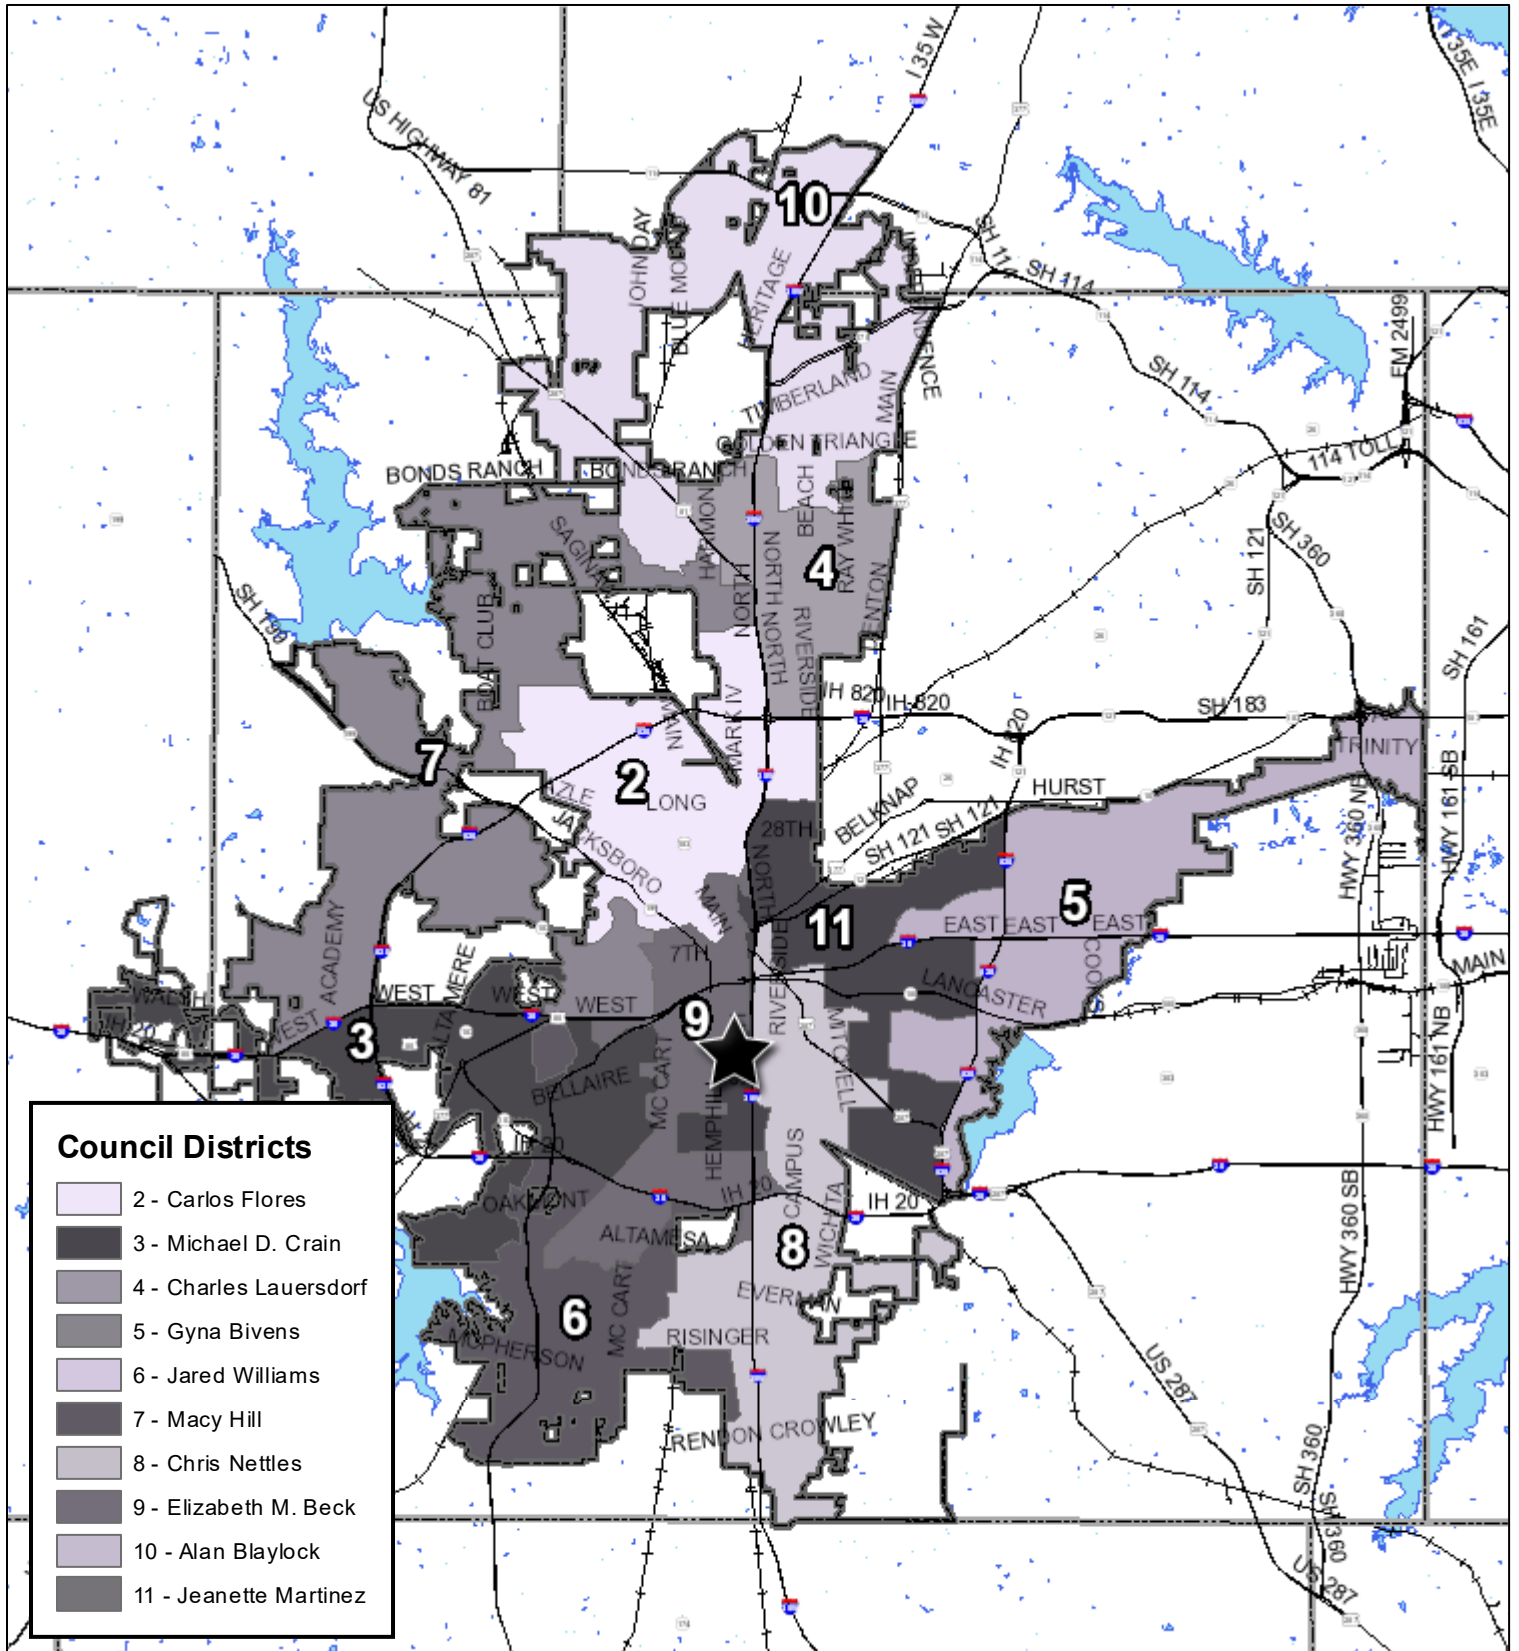 I 35W
I 35E
I 35E
US HIGHWAY 81
10
JOHN DAY
BLUE MOUND
HERITAGE
SH 114
SH 114
FM 2499
TIMBERLAND
MAIN
SH 114
GOLDEN TRIANGLE
BONDS RANCH
BONDS RANCH
114 TOLL
HARMON
BEACH
RAY WHITE
SAGINAW
NORTH
NORTH
NORTH
4
SH 121
SH 360
SH 199
BOAT CLUB
RIVERSIDE
DENTON
SH 161
IH 820
IH 820
SH 183
MARK IV
IH 820
TRINITY
7
2
AZLE
LONG
HURST
BELKNAP
28TH
SH 121
SH 121
HWY 360 NB
HWY 161 SB
JACKSBORO
MAIN
NORTH
5
11
EAST
EAST
EAST
ACADEMY
7TH
RIVERSIDE
LANCASTER
MAIN
WALSH
IH 20
WEST
WEST
WEST
WEST
ALTAMERE
9
3
MITCHELL
BELLAIRE
MC CART
HEMPHILL
HWY 161 NB
Council Districts
2 - Carlos Flores
3 - Michael D. Crain
4 - Charles Lauersdorf
5 - Gyna Bivens
6 - Jared Williams
7 - Macy Hill
8 - Chris Nettles
9 - Elizabeth M. Beck
10 - Alan Blaylock
11 - Jeanette Martinez
IH 20
OAKMONT
IH 20
CAMPUS
WICHITA
IH 20
ALTAMESA
8
HWY 360 SB
EVERMAN
6
MC CART
RISINGER
MCPHERSON
US 287
RENDON CROWLEY
SH 360
SH 360
US 287